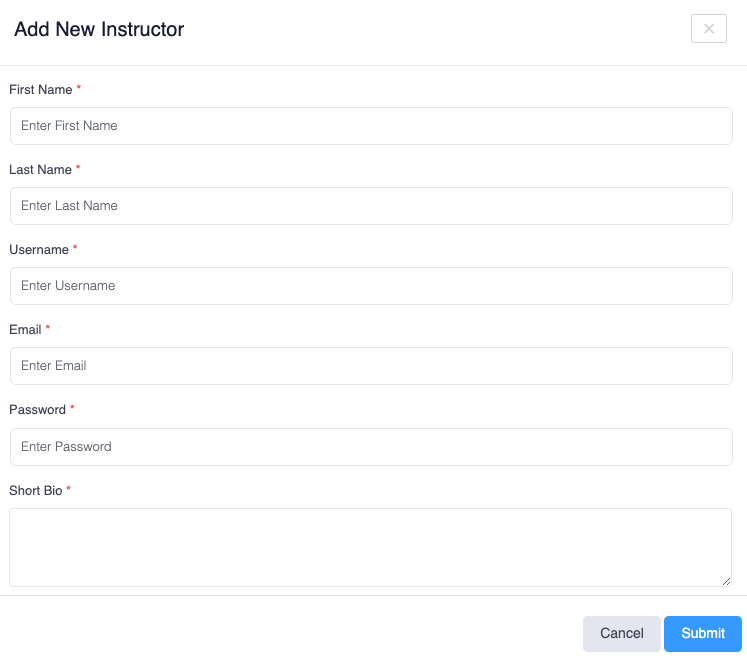 Add New Instructor
First Name *
Enter First Name
Last Name *
Enter Last Name
Username *
Enter Username
Email *
Enter Email
Password *
Enter Password
Short Bio *
Cancel Submit